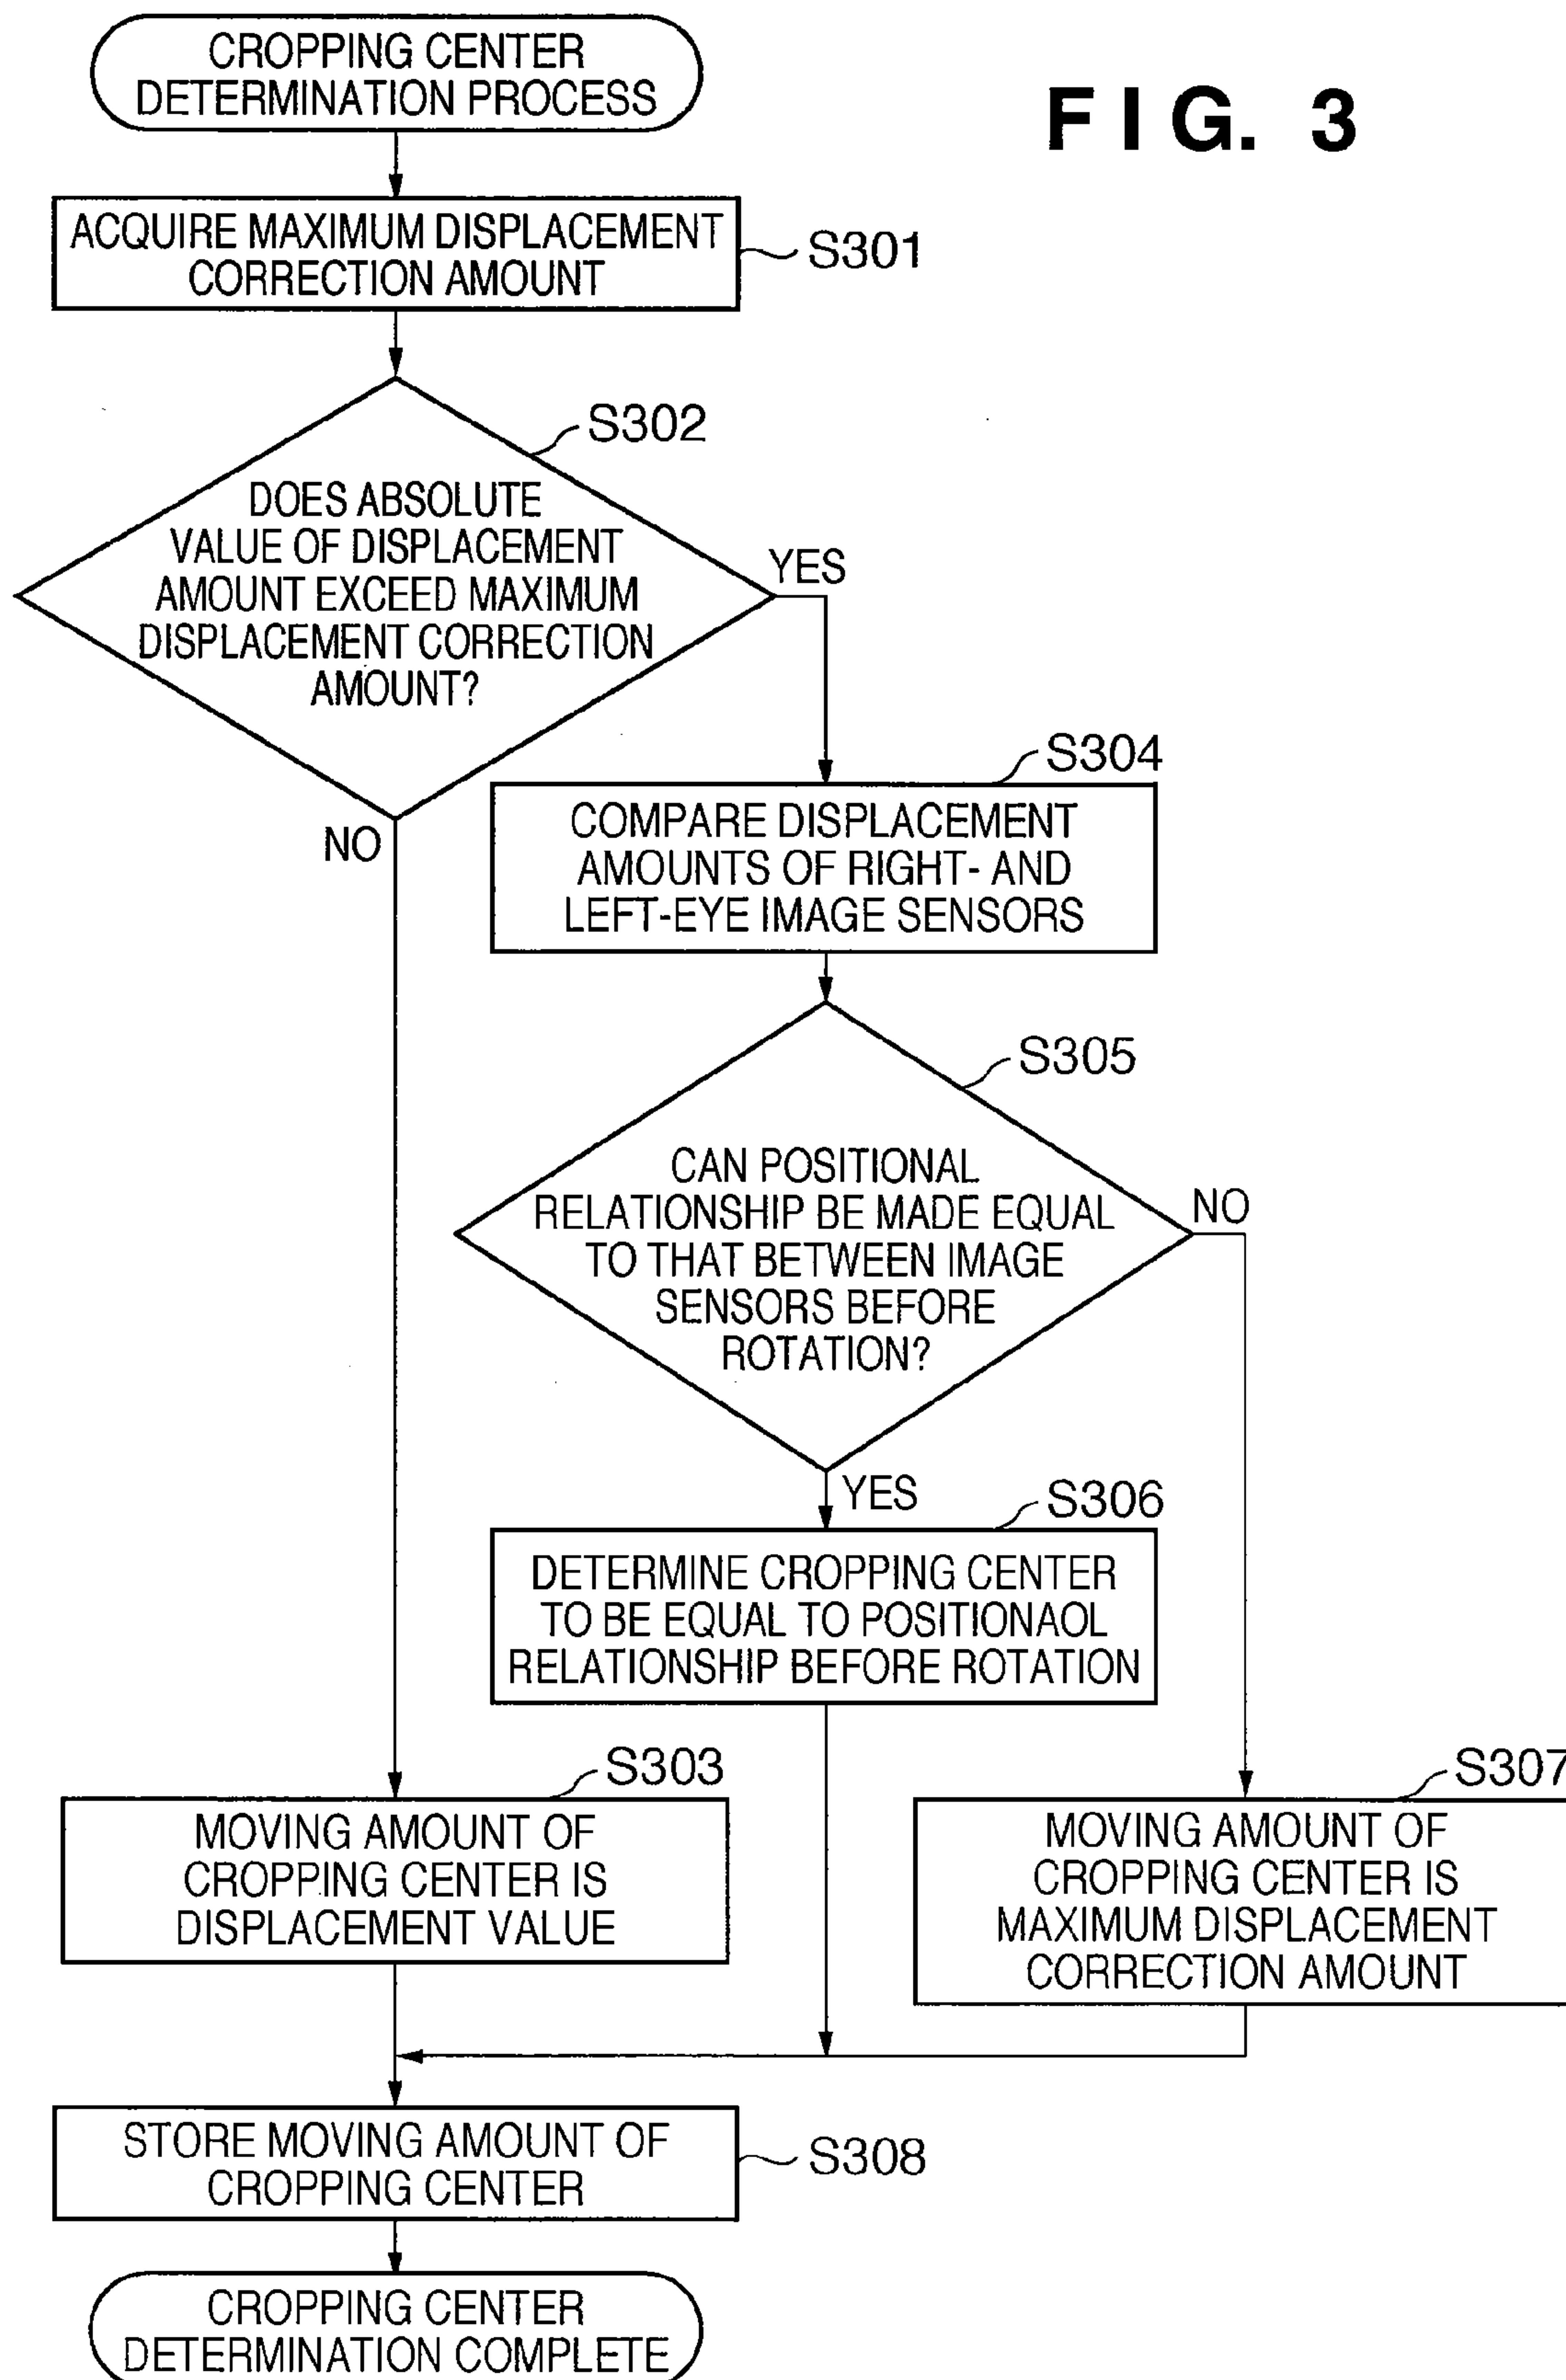 CROPPING CENTER
DETERMINATION PROCESS
FIG. 3
ACQUIRE MAXIMUM DISPLACEMENT
CORRECTION AMOUNT
S301
S302
DOES ABSOLUTE
VALUE OF DISPLACEMENT
AMOUNT EXCEED MAXIMUM
DISPLACEMENT CORRECTION
AMOUNT?
YES
NO
S304
COMPARE DISPLACEMENT
AMOUNTS OF RIGHT- AND
LEFT-EYE IMAGE SENSORS
S305
CAN POSITIONAL
RELATIONSHIP BE MADE EQUAL
TO THAT BETWEEN IMAGE
SENSORS BEFORE
ROTATION?
NO
YES
S306
DETERMINE CROPPING CENTER
TO BE EQUAL TO POSITIONAOL
RELATIONSHIP BEFORE ROTATION
S303
MOVING AMOUNT OF
CROPPING CENTER IS
DISPLACEMENT VALUE
S307
MOVING AMOUNT OF
CROPPING CENTER IS
MAXIMUM DISPLACEMENT
CORRECTION AMOUNT
STORE MOVING AMOUNT OF
CROPPING CENTER
S308
CROPPING CENTER
DETERMINATION COMPLETE